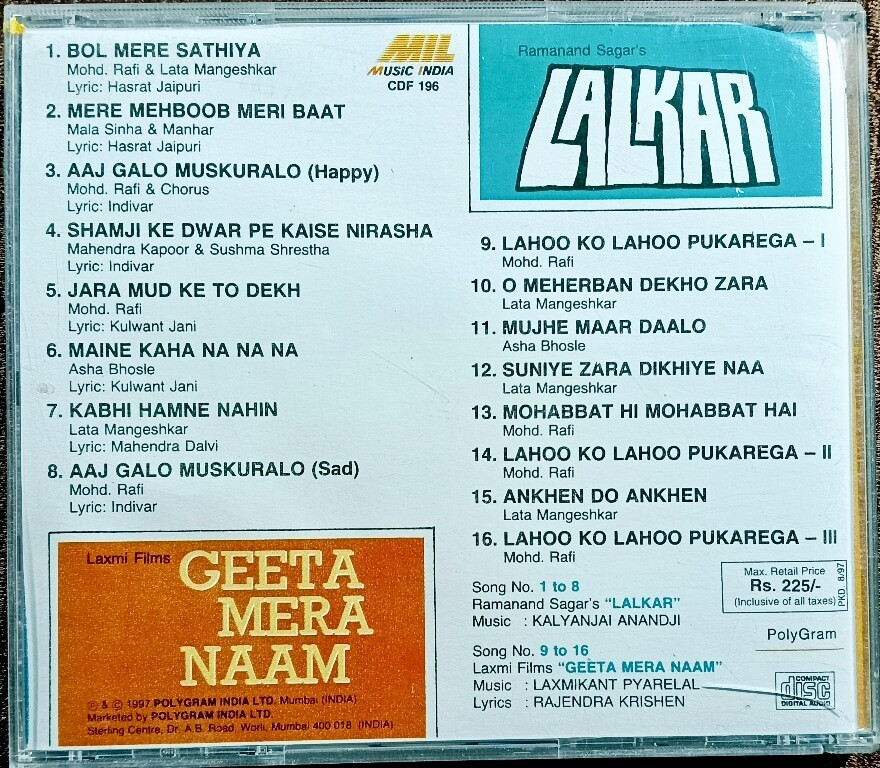 1. BOL MERE SATHIYA
Mohd. Rafi & Lata Mangeshkar
Lyric: Hasrat Jaipuri
2. MERE MEHBOOB MERI BAAT
Mala Sinha & Manhar
Lyric: Hasrat Jaipuri
3. AAJ GALO MUSKURALO (Happy)
Mohd. Rafi & Chorus
Lyric: Indivar
4. SHAMJI KE DWAR PE KAISE NIRASHA
Mahendra Kapoor & Sushma Shrestha
Lyric: Indivar
5. JARA MUD KE TO DEKH
Mohd. Rafi
Lyric: Kulwant Jani
6. MAINE KAHA NA NA NA
Asha Bhosle
Lyric: Kulwant Jani
7. KABHI HAMNE NAHIN
Lata Mangeshkar
Lyric: Mahendra Dalvi
8. AAJ GALO MUSKURALO (Sad)
Mohd. Rafi
Lyric: Indivar
MIL
MUSIC INDIA
CDF 196
Laxmi Films
GEETA
MERA
NAAM
℗ & © 1997 POLYGRAM INDIA LTD. Mumbai (INDIA)
Marketed by POLYGRAM INDIA LTD.
Sterling Centre, Dr. A.B. Road, Worli, Mumbai 400 018 (INDIA)
Ramanand Sagar's
LALKAR
9. LAHOO KO LAHOO PUKAREGA – I
Mohd. Rafi
10. O MEHERBAN DEKHO ZARA
Lata Mangeshkar
11. MUJHE MAAR DAALO
Asha Bhosle
12. SUNIYE ZARA DIKHIYE NAA
Lata Mangeshkar
13. MOHABBAT HI MOHABBAT HAI
Mohd. Rafi
14. LAHOO KO LAHOO PUKAREGA – II
Mohd. Rafi
15. ANKHEN DO ANKHEN
Lata Mangeshkar
16. LAHOO KO LAHOO PUKAREGA – III
Mohd. Rafi
Song No. 1 to 8
Ramanand Sagar's "LALKAR"
Music : KALYANJAI ANANDJI
Song No. 9 to 16
Laxmi Films "GEETA MERA NAAM"
Music : LAXMIKANT PYARELAL
Lyrics : RAJENDRA KRISHEN
Max. Retail Price
Rs. 225/-
(Inclusive of all taxes)
PKD. 8/97
PolyGram
COMPACT
disc
DIGITAL AUDIO